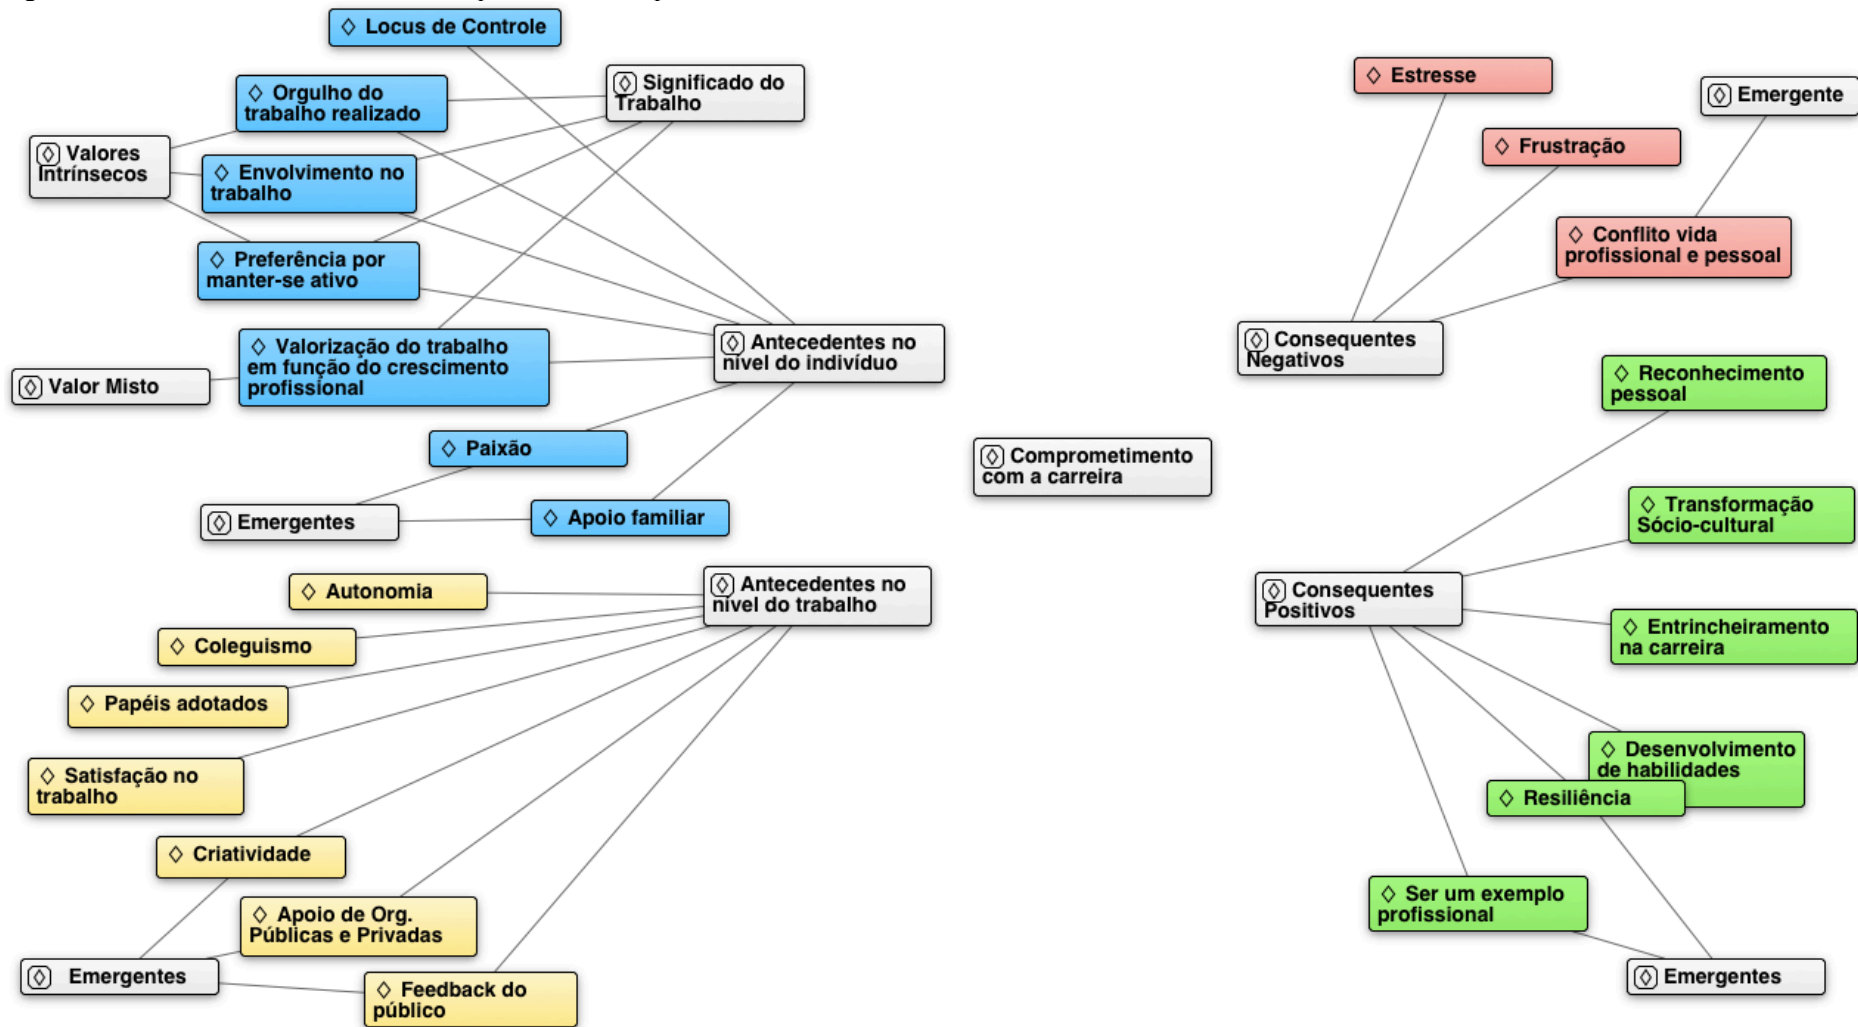 Locus de Controle
Orgulho do
trabalho realizado
Significado do
Trabalho
Valores
Intrínsecos
Envolvimento no
trabalho
Preferência por
manter-se ativo
Valorização do trabalho
em função do crescimento
profissional
Antecedentes no
nível do indivíduo
Valor Misto
Paixão
Emergentes
Apoio familiar
Comprometimento
com a carreira
Autonomia
Antecedentes no
nível do trabalho
Coleguismo
Papéis adotados
Satisfação no
trabalho
Criatividade
Apoio de Org.
Públicas e Privadas
Emergentes
Feedback do
público
Estresse
Emergente
Frustração
Conflito vida
profissional e pessoal
Consequentes
Negativos
Reconhecimento
pessoal
Transformação
Sócio-cultural
Consequentes
Positivos
Entrincheiramento
na carreira
Desenvolvimento
de habilidades
Resiliência
Ser um exemplo
profissional
Emergentes